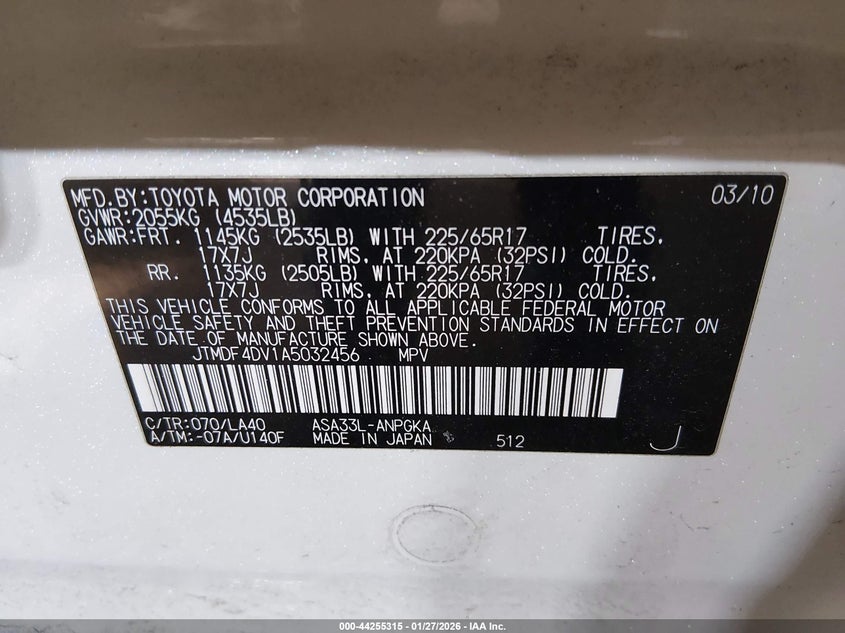 MFD.BY:TOYOTA MOTOR CORPORATION 03/10
GVWR:2055KG (4535LB)
GAWR:FRT. 1145KG (2535LB) WITH 225/65R17 TIRES,
17X7J RIMS, AT 220KPA (32PSI) COLD.
RR. 1135KG (2505LB) WITH 225/65R17 TIRES,
17X7J RIMS, AT 220KPA (32PSI) COLD.
THIS VEHICLE CONFORMS TO ALL APPLICABLE FEDERAL MOTOR
VEHICLE SAFETY AND THEFT PREVENTION STANDARDS IN EFFECT ON
THE DATE OF MANUFACTURE SHOWN ABOVE.
JTMDF4DV1A5032456 MPV
C/TR:070/LA40 ASA33L-ANPGKA
A/TM:-07A/U140F MADE IN JAPAN 512 J
000-44255315 | 01/27/2026 - IAA Inc.